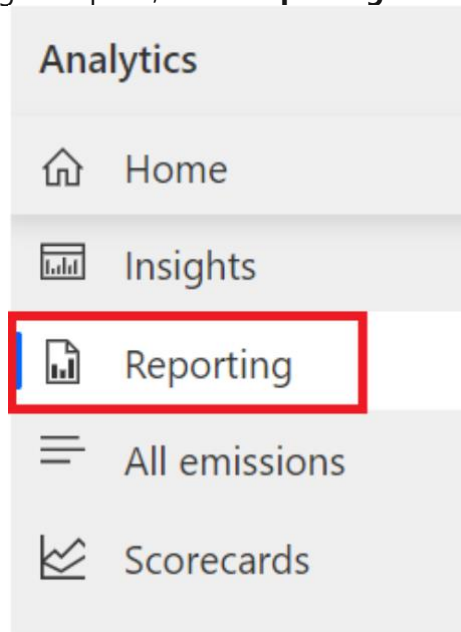 Analytics
Home
Insights
Reporting
All emissions
Scorecards